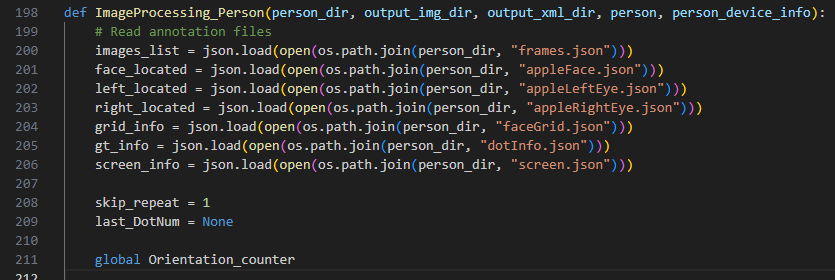 198 def ImageProcessing_Person(person_dir, output_img_dir, output_xml_dir, person, person_device_info):
199     # Read annotation files
200     images_list = json.load(open(os.path.join(person_dir, "frames.json")))
201     face_located = json.load(open(os.path.join(person_dir, "appleFace.json")))
202     left_located = json.load(open(os.path.join(person_dir, "appleLeftEye.json")))
203     right_located = json.load(open(os.path.join(person_dir, "appleRightEye.json")))
204     grid_info = json.load(open(os.path.join(person_dir, "faceGrid.json")))
205     gt_info = json.load(open(os.path.join(person_dir, "dotInfo.json")))
206     screen_info = json.load(open(os.path.join(person_dir, "screen.json")))
207
208     skip_repeat = 1
209     last_DotNum = None
210
211     global Orientation_counter
212